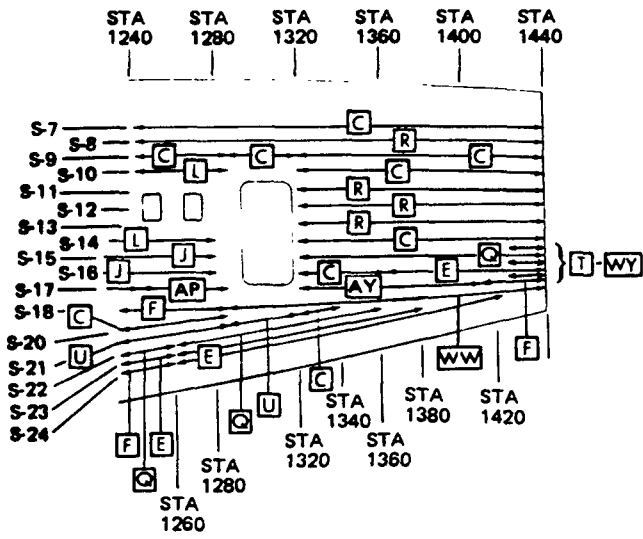 STA 1240 STA 1280 STA 1320 STA 1360 STA 1400 STA 1440
S-7 C
S-8 R
S-9 C C C
S-10 L C
S-11 R
S-12 R
S-13 R
S-14 L C
S-15 J Q
S-16 J C E T - WY
S-17 AP AY
S-18 F
C
S-20
S-21 U E WW F
S-22
S-23 Q U C
S-24
F E
Q
STA 1260 STA 1280 STA 1320 STA 1340 STA 1360 STA 1380 STA 1420